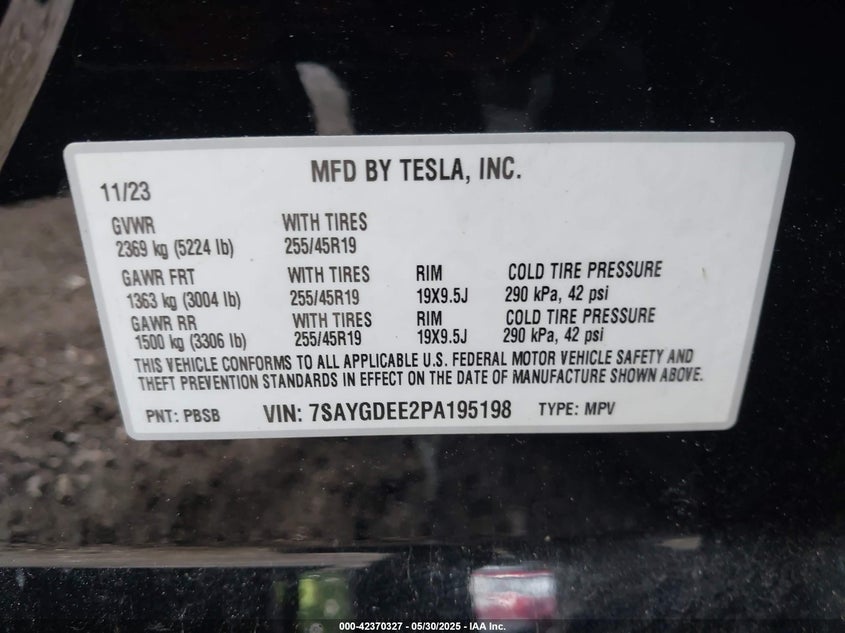 MFD BY TESLA, INC.
11/23
GVWR WITH TIRES
2369 kg (5224 lb) 255/45R19
GAWR FRT WITH TIRES RIM COLD TIRE PRESSURE
1363 kg (3004 lb) 255/45R19 19X9.5J 290 kPa, 42 psi
GAWR RR WITH TIRES RIM COLD TIRE PRESSURE
1500 kg (3306 lb) 255/45R19 19X9.5J 290 kPa, 42 psi
THIS VEHICLE CONFORMS TO ALL APPLICABLE U.S. FEDERAL MOTOR VEHICLE SAFETY AND
THEFT PREVENTION STANDARDS IN EFFECT ON THE DATE OF MANUFACTURE SHOWN ABOVE.
PNT: PBSB VIN: 7SAYGDEE2PA195198 TYPE: MPV
000-42370327 - 05/30/2025 - IAA Inc.